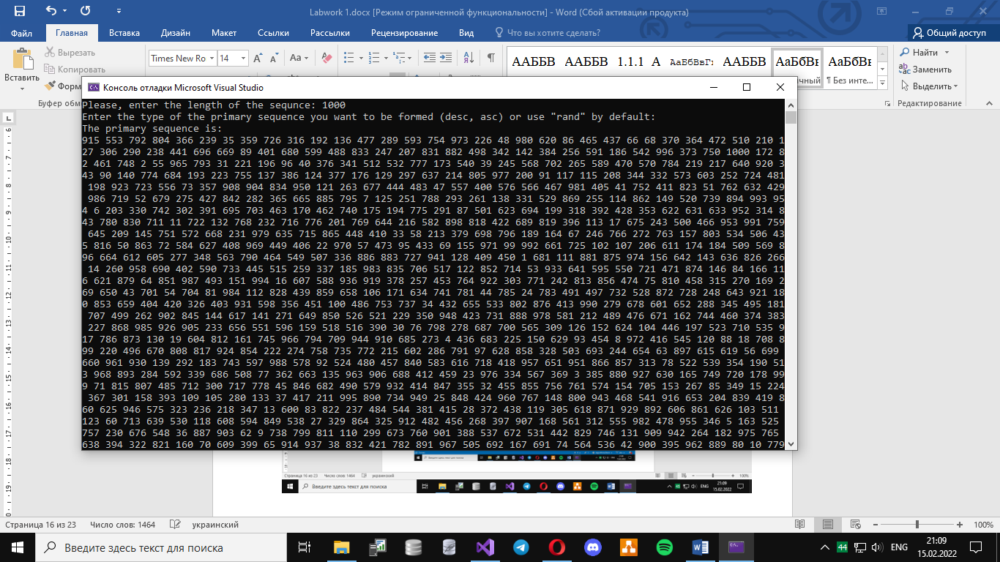 Labwork 1.docx [Режим ограниченной функциональности] - Word (Сбой активации продукта)
Файл Главная Вставка Дизайн Макет Ссылки Рассылки Рецензирование Вид Что вы хотите сделать? Общий доступ
Вставить Вырезать Копировать Форм
Буфер обм
Times New Ro 14 Aa
ААББВ ААББВ 1.1.1 А АаБбВвГг ААББВ АаБбВв АаБбВв
ычный ¶ Без инте...
Найти
Заменить
Выделить
Редактирование
Консоль отладки Microsoft Visual Studio
Please, enter the length of the sequnce: 1000
Enter the type of the primary sequence you want to be formed (desc, asc) or use "rand" by default:
The primary sequence is:
915 553 792 804 366 239 35 359 726 316 192 136 477 289 593 754 973 226 48 980 620 86 465 437 66 68 370 364 472 510 210 1
27 306 290 238 441 696 669 89 401 680 599 488 833 247 207 831 882 498 342 142 384 256 591 186 542 996 373 750 1000 172 8
2 461 748 2 55 965 793 31 221 196 96 40 376 341 512 532 777 173 540 39 245 568 702 265 589 470 570 784 219 217 640 920 3
43 90 140 774 684 193 223 755 137 386 124 377 176 129 297 637 214 805 977 200 91 117 115 208 344 332 573 603 252 724 481
198 923 723 556 73 357 908 904 834 950 121 263 677 444 483 47 557 400 576 566 467 981 405 41 752 411 823 51 762 632 429
986 719 52 679 275 427 842 282 365 665 885 795 7 125 251 788 293 261 138 331 529 869 255 114 862 149 520 739 894 993 95
4 6 203 330 742 302 391 695 703 463 170 462 740 175 194 775 291 87 501 623 694 199 318 392 428 353 622 631 633 952 314 8
43 780 830 711 11 722 132 768 232 716 776 201 769 644 216 582 898 818 422 689 819 396 113 17 675 243 500 466 953 991 759
645 209 145 751 572 668 231 979 635 715 865 448 410 33 58 213 379 698 796 189 164 67 246 766 272 763 157 803 534 506 43
5 816 50 863 72 584 627 408 969 449 406 22 970 57 473 95 433 69 155 971 99 992 661 725 102 107 206 611 174 184 509 569 8
96 664 612 605 277 348 563 790 464 549 507 336 886 883 727 941 128 409 450 1 681 111 881 875 974 156 642 143 636 826 266
14 260 958 690 402 590 733 445 515 259 337 185 983 835 706 517 122 852 714 53 933 641 595 550 721 471 874 146 84 166 11
6 621 879 64 851 987 493 151 994 16 607 588 936 919 378 257 453 764 922 303 771 242 813 856 474 75 810 458 315 270 169 2
69 650 43 701 54 704 81 984 112 828 439 859 658 106 171 634 741 781 44 785 24 783 491 497 732 528 872 728 248 643 921 18
0 853 659 404 420 326 403 931 598 356 451 100 486 753 737 34 432 655 533 802 876 413 990 279 678 601 652 288 345 495 181
707 499 262 902 845 144 617 141 271 649 850 526 521 229 350 948 423 731 888 978 581 212 489 476 671 162 744 460 374 383
227 868 985 926 905 233 656 551 596 159 518 516 390 30 76 798 278 687 700 565 309 126 152 624 104 446 197 523 710 535 9
17 786 873 130 19 604 812 161 745 966 794 709 944 910 685 273 4 436 683 225 150 629 93 454 8 972 416 545 120 88 18 708 8
99 220 496 670 808 817 924 854 222 274 758 735 772 215 602 286 791 97 628 858 328 503 693 244 654 63 897 615 619 56 699
660 961 930 139 292 183 743 597 988 578 92 524 480 457 840 583 616 718 418 957 651 951 866 857 313 78 522 539 354 190 51
3 968 893 284 592 339 686 508 77 362 663 135 963 906 688 412 459 23 976 334 567 369 3 385 880 927 630 165 749 720 178 99
9 71 815 807 485 712 300 717 778 45 846 682 490 579 932 414 847 355 32 455 855 756 761 574 154 705 153 267 85 349 15 224
367 301 158 393 109 105 280 133 37 417 211 995 890 734 949 25 848 424 960 767 148 800 943 468 541 916 653 204 839 419 8
60 625 946 575 323 236 218 347 13 600 83 822 237 484 544 381 415 28 372 438 119 305 618 871 929 892 606 861 626 103 511
123 60 713 639 530 118 608 594 849 538 27 329 864 325 912 482 456 268 397 907 168 561 312 555 982 478 955 346 5 163 525
757 230 676 548 36 887 903 62 9 738 799 811 110 299 673 760 901 388 537 672 531 442 829 746 131 909 942 264 182 975 765
638 394 322 821 160 70 609 399 65 914 937 38 832 421 782 891 967 505 692 167 691 74 564 536 42 900 395 962 889 80 10 779
Страница 16 из 23 Число слов: 1464 украинский 100%
Введите здесь текст для поиска ENG 21:09 15.02.2022
Страница 16 из 23 Число слов: 1464 украинский 100%
Введите здесь текст для поиска 44 ENG 21:09
15.02.2022